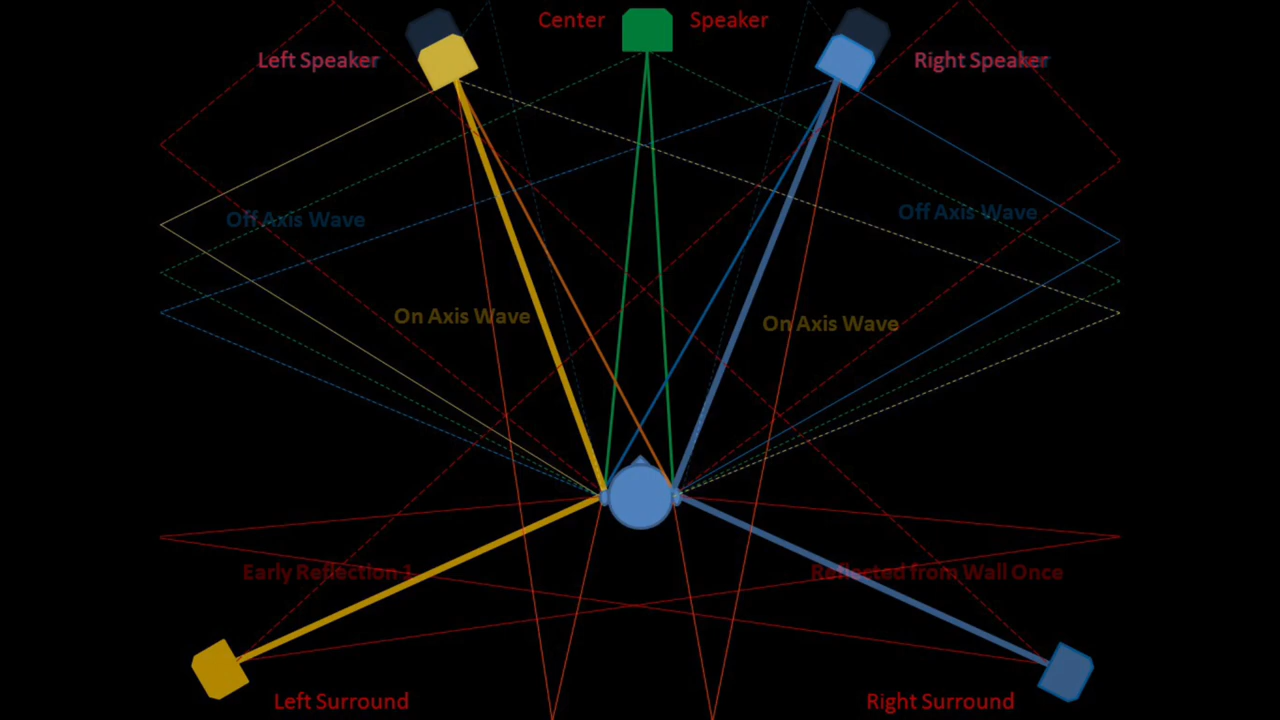 Center Speaker
Left Speaker
Right Speaker
Off Axis Wave
Off Axis Wave
On Axis Wave
On Axis Wave
Early Reflection 1
Reflected from Wall Once
Left Surround
Right Surround